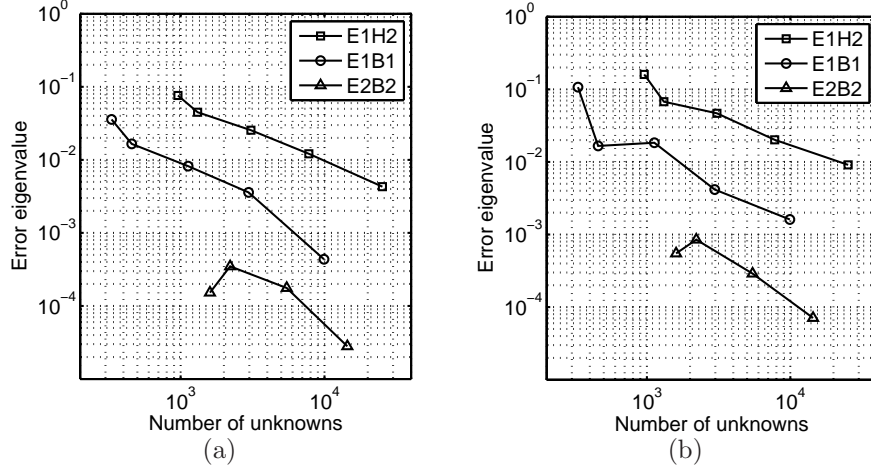 10^0
10^-1
10^-2
10^-3
10^-4
Error eigenvalue
E1H2
E1B1
E2B2
10^3
10^4
Number of unknowns
(a)
10^0
10^-1
10^-2
10^-3
10^-4
Error eigenvalue
E1H2
E1B1
E2B2
10^3
10^4
Number of unknowns
(b)